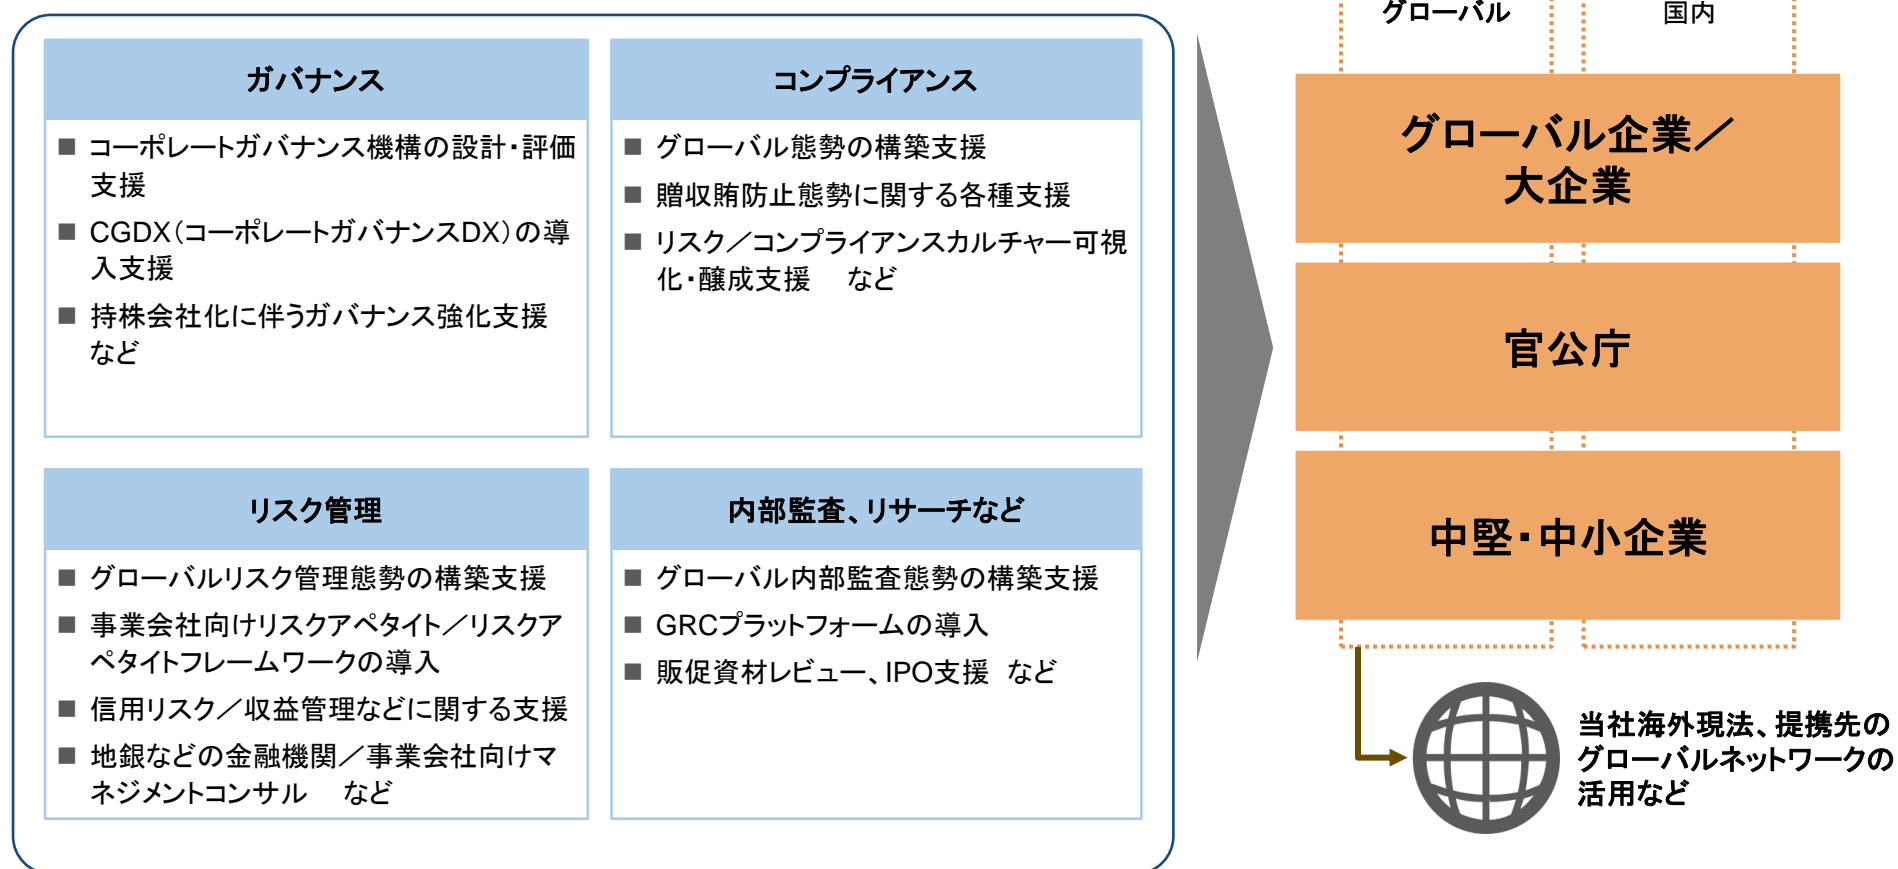 ガバナンス
■ コーポレートガバナンス機構の設計・評価
支援
■ CGDX（コーポレートガバナンスDX）の導
入支援
■ 持株会社化に伴うガバナンス強化支援
など
コンプライアンス
■ グローバル態勢の構築支援
■ 贈収賄防止態勢に関する各種支援
■ リスク／コンプライアンスカルチャー可視
化・醸成支援　など
リスク管理
■ グローバルリスク管理態勢の構築支援
■ 事業会社向けリスクアペタイト／リスクア
ペタイトフレームワークの導入
■ 信用リスク／収益管理などに関する支援
■ 地銀などの金融機関／事業会社向けマ
ネジメントコンサル　など
内部監査、リサーチなど
■ グローバル内部監査態勢の構築支援
■ GRCプラットフォームの導入
■ 販促資材レビュー、IPO支援 など
グローバル
国内
グローバル企業／
大企業
官公庁
中堅・中小企業
当社海外現法、提携先の
グローバルネットワークの
活用など